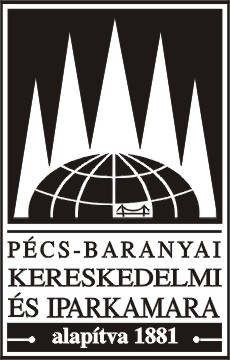 PÉCS-BARANYAI
KERESKEDELMI
ÉS IPARKAMARA
alapítva 1881